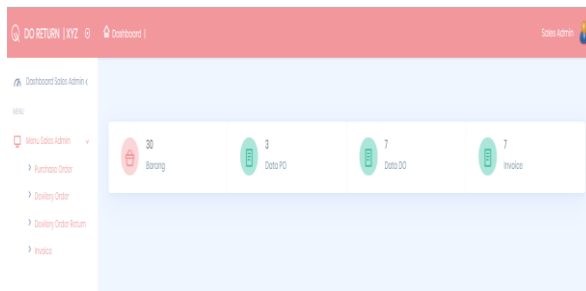 DO RETURN | XYZ
Dashboard |
Sales Admin
Dashboard Sales Admin
MENU
Menu Sales Admin
Purchase Order
Devilery Order
Devilery Order Return
Invoice
30
Barang
3
Data PO
7
Data DO
7
Invoice